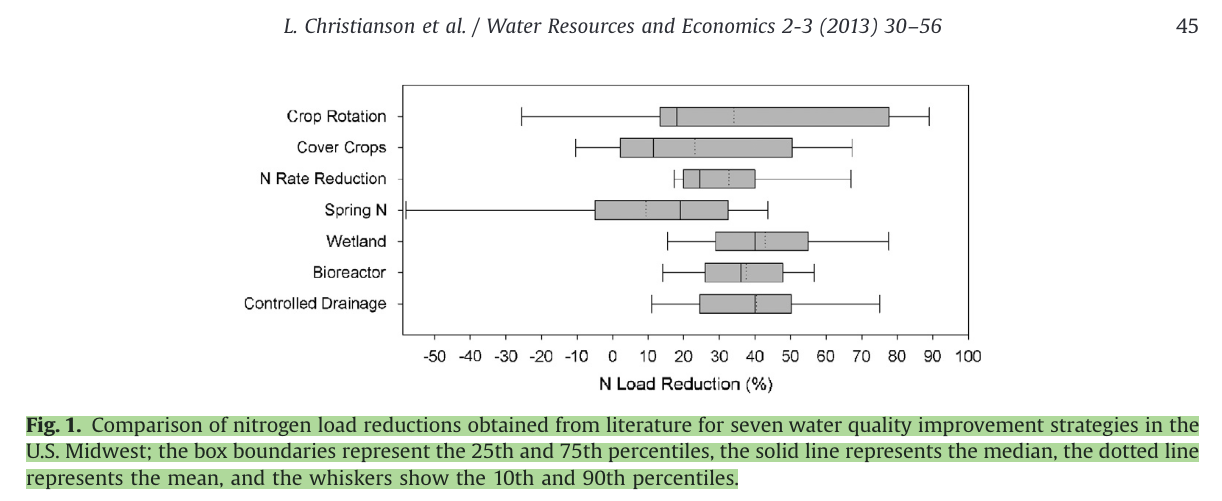 L. Christianson et al. / Water Resources and Economics 2-3 (2013) 30–56 45
Crop Rotation
Cover Crops
N Rate Reduction
Spring N
Wetland
Bioreactor
Controlled Drainage
-50 -40 -30 -20 -10 0 10 20 30 40 50 60 70 80 90 100
N Load Reduction (%)
Fig. 1. Comparison of nitrogen load reductions obtained from literature for seven water quality improvement strategies in the
U.S. Midwest; the box boundaries represent the 25th and 75th percentiles, the solid line represents the median, the dotted line
represents the mean, and the whiskers show the 10th and 90th percentiles.